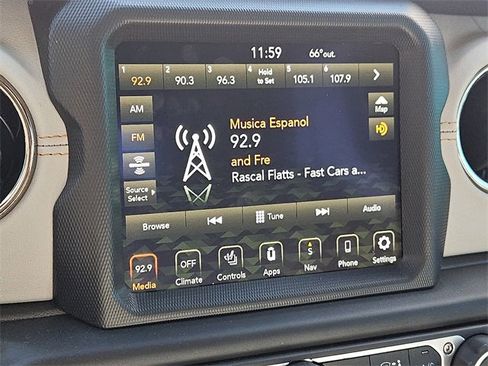 11:59 66° out.
1 92.9 2 90.3 3 96.3 4 Hold to Set 5 105.1 6 107.9
AM
Map
FM
Musica Espanol
92.9
and Fre
Rascal Flatts - Fast Cars a...
Source
Select
Browse Tune Audio
92.9 OFF S
Media Climate Controls Apps Nav Phone Settings